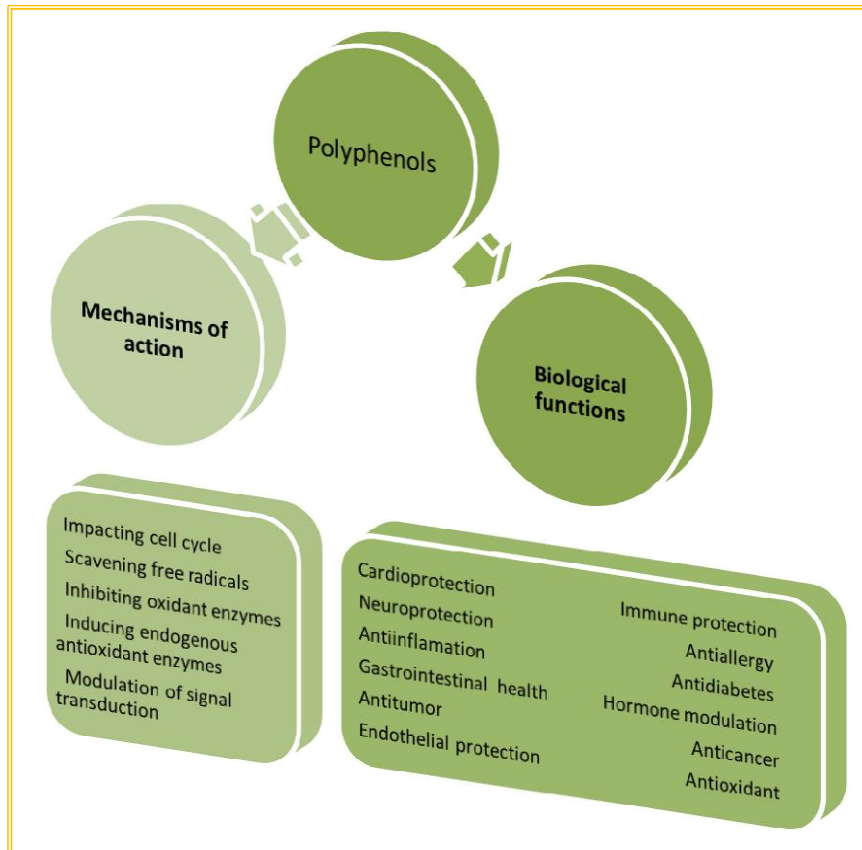 Polyphenols
Mechanisms of
action
Biological
functions
Impacting cell cycle
Scavening free radicals
Inhibiting oxidant enzymes
Inducing endogenous
antioxidant enzymes
Modulation of signal
transduction
Cardioprotection
Neuroprotection
Antiinflamation
Gastrointestinal health
Antitumor
Endothelial protection
Immune protection
Antiallergy
Antidiabetes
Hormone modulation
Anticancer
Antioxidant